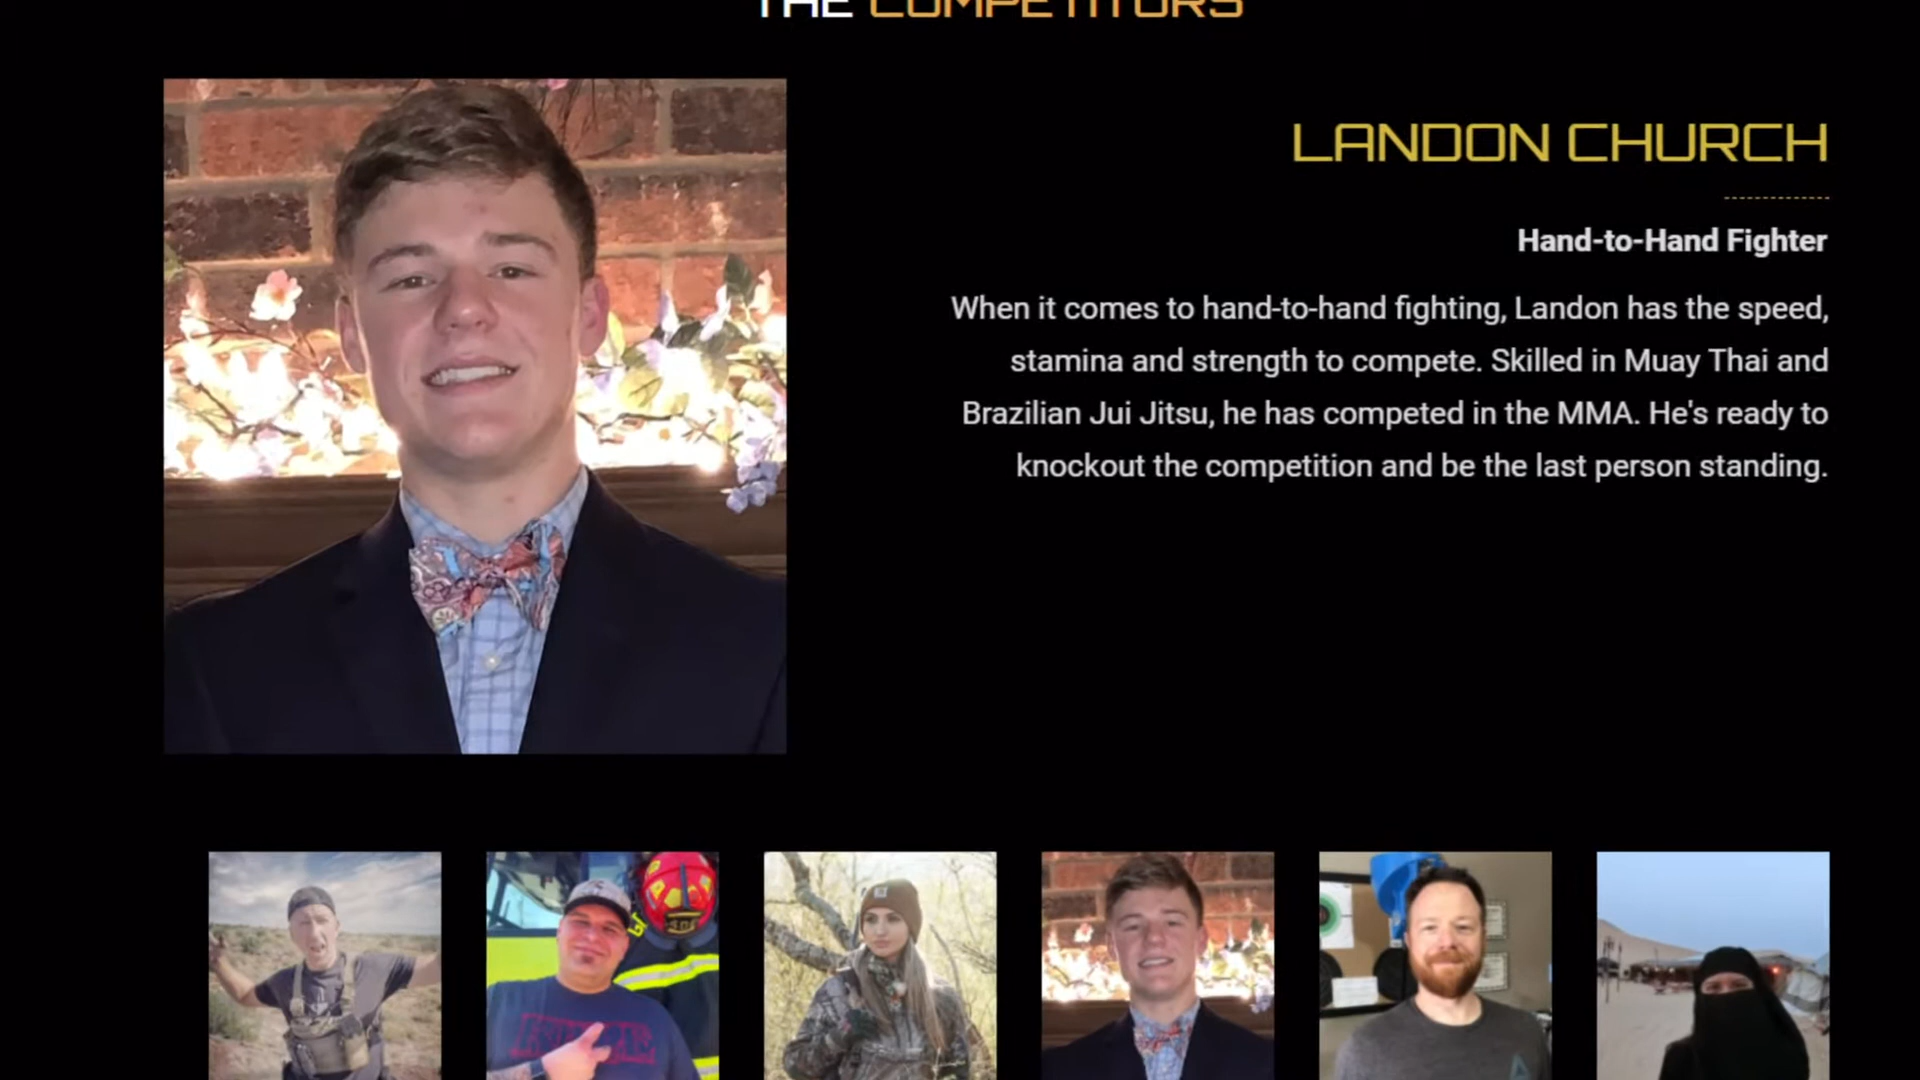 THE COMPETITORS
LANDON CHURCH
Hand-to-Hand Fighter
When it comes to hand-to-hand fighting, Landon has the speed,
stamina and strength to compete. Skilled in Muay Thai and
Brazilian Jui Jitsu, he has competed in the MMA. He's ready to
knockout the competition and be the last person standing.